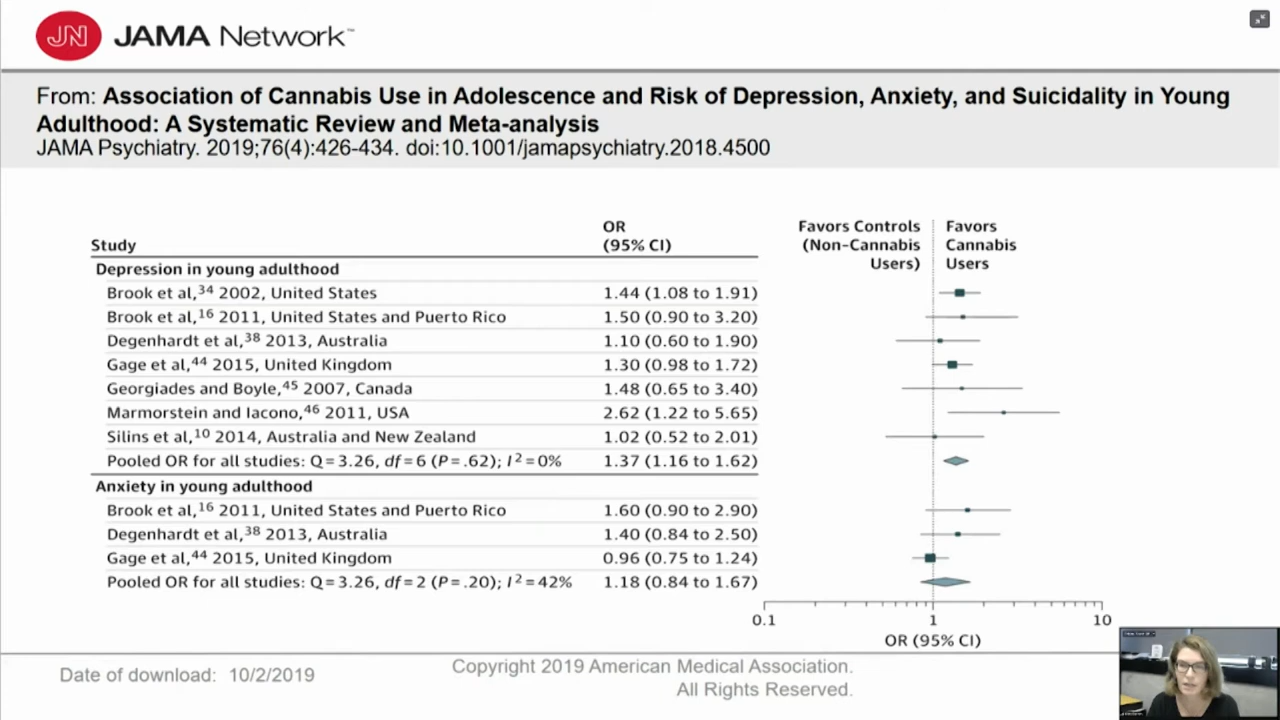 JN JAMA Network™
From: Association of Cannabis Use in Adolescence and Risk of Depression, Anxiety, and Suicidality in Young
Adulthood: A Systematic Review and Meta-analysis
JAMA Psychiatry. 2019;76(4):426-434. doi:10.1001/jamapsychiatry.2018.4500
Study
OR
(95% CI)
Favors Controls
(Non-Cannabis
Users)
Favors
Cannabis
Users
Depression in young adulthood
Brook et al,34 2002, United States 1.44 (1.08 to 1.91)
Brook et al,16 2011, United States and Puerto Rico 1.50 (0.90 to 3.20)
Degenhardt et al,38 2013, Australia 1.10 (0.60 to 1.90)
Gage et al,44 2015, United Kingdom 1.30 (0.98 to 1.72)
Georgiades and Boyle,45 2007, Canada 1.48 (0.65 to 3.40)
Marmorstein and Iacono,46 2011, USA 2.62 (1.22 to 5.65)
Silins et al,10 2014, Australia and New Zealand 1.02 (0.52 to 2.01)
Pooled OR for all studies: Q=3.26, df=6 (P=.62); I²=0% 1.37 (1.16 to 1.62)
Anxiety in young adulthood
Brook et al,16 2011, United States and Puerto Rico 1.60 (0.90 to 2.90)
Degenhardt et al,38 2013, Australia 1.40 (0.84 to 2.50)
Gage et al,44 2015, United Kingdom 0.96 (0.75 to 1.24)
Pooled OR for all studies: Q=3.26, df=2 (P=.20); I²=42% 1.18 (0.84 to 1.67)
0.1 1 10
OR (95% CI)
Date of download: 10/2/2019
Copyright 2019 American Medical Association.
All Rights Reserved.